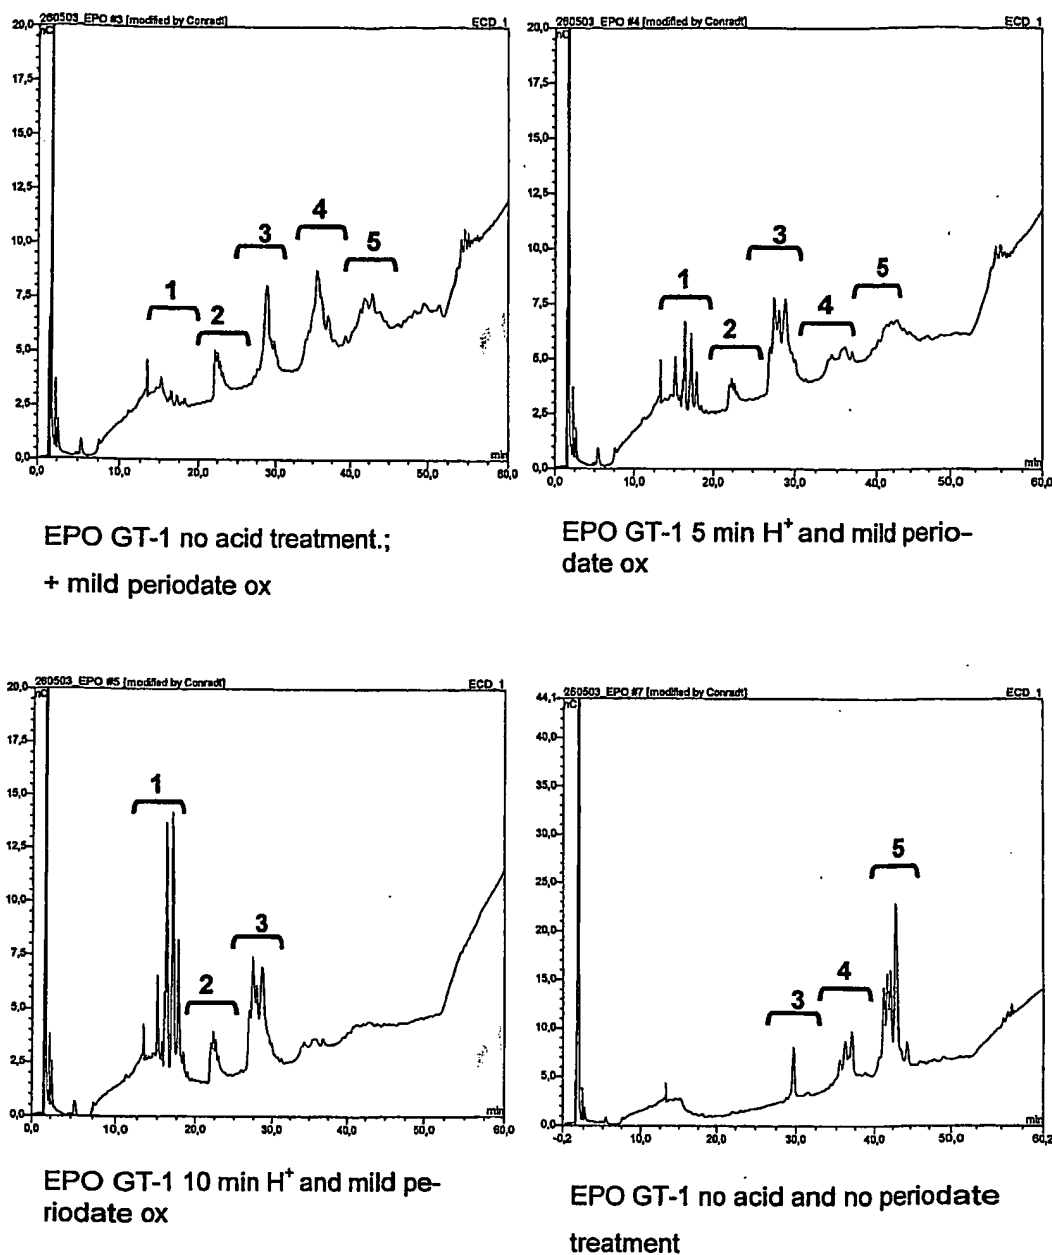 260503_EPO #3 [modified by Conradt] ECD_1
nC
20,0
17,5
15,0
12,5
10,0
7,5
5,0
2,5
0,0
1 2 3 4 5
0,0 10,0 20,0 30,0 40,0 50,0 60,0
min
EPO GT-1 no acid treatment.;
+ mild periodate ox
260503_EPO #4 [modified by Conradt] ECD_1
nC
20,0
17,5
15,0
12,5
10,0
7,5
5,0
2,5
0,0
1 2 3 4 5
0,0 10,0 20,0 30,0 40,0 50,0 60,0
min
EPO GT-1 5 min H⁺ and mild perio-
date ox
260503_EPO #5 [modified by Conradt] ECD_1
nC
20,0
17,5
15,0
12,5
10,0
7,5
5,0
2,5
0,0
1 2 3
0,0 10,0 20,0 30,0 40,0 50,0 60,0
min
EPO GT-1 10 min H⁺ and mild pe-
riodate ox
260503_EPO #7 [modified by Conradt] ECD_1
nC
44,1
40,0
35,0
30,0
25,0
20,0
15,0
10,0
5,0
0,0
3 4 5
-0,2 10,0 20,0 30,0 40,0 50,0 60,2
min
EPO GT-1 no acid and no periodate
treatment